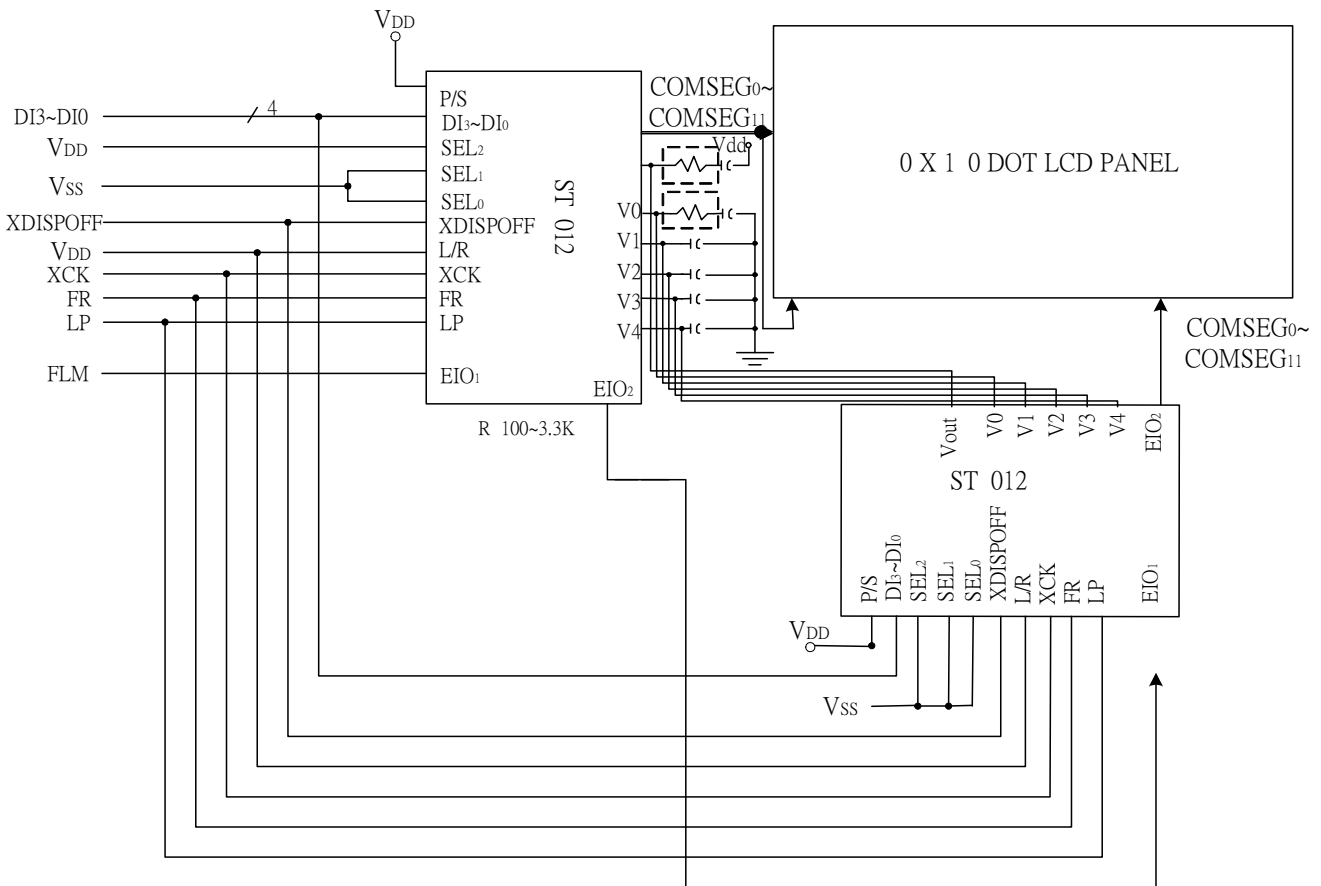 VDD
DI3~DI0
4
VDD
VSS
XDISPOFF
VDD
XCK
FR
LP
FLM
P/S
DI3~DI0
SEL2
SEL1
SEL0
XDISPOFF
L/R
XCK
FR
LP
EIO1
EIO2
ST 012
V0
V1
V2
V3
V4
R 100~3.3K
COMSEG0~
COMSEG11
Vdd
0 X 1 0 DOT LCD PANEL
COMSEG0~
COMSEG11
Vout
V0
V1
V2
V3
V4
EIO2
ST 012
P/S
DI3~DI0
SEL2
SEL1
SEL0
XDISPOFF
L/R
XCK
FR
LP
EIO1
VDD
VSS